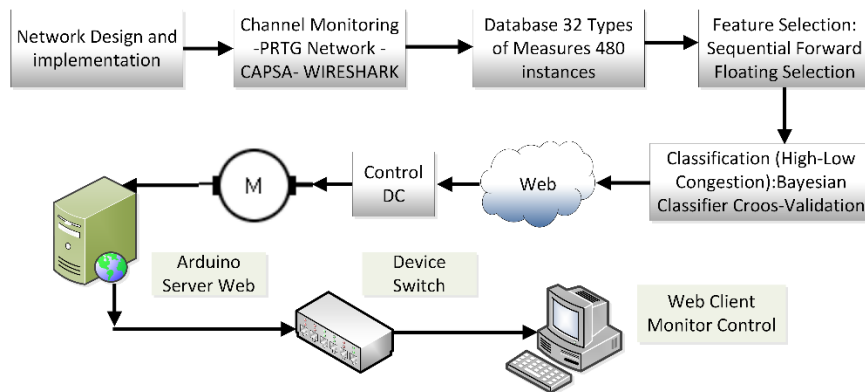 Network Design and
implementation
Channel Monitoring
-PRTG Network -
CAPSA- WIRESHARK
Database 32 Types
of Measures 480
instances
Feature Selection:
Sequential Forward
Floating Selection
Classification (High-Low
Congestion):Bayesian
Classifier Croos-Validation
Web
Control
DC
M
Arduino
Server Web
Device
Switch
Web Client
Monitor Control